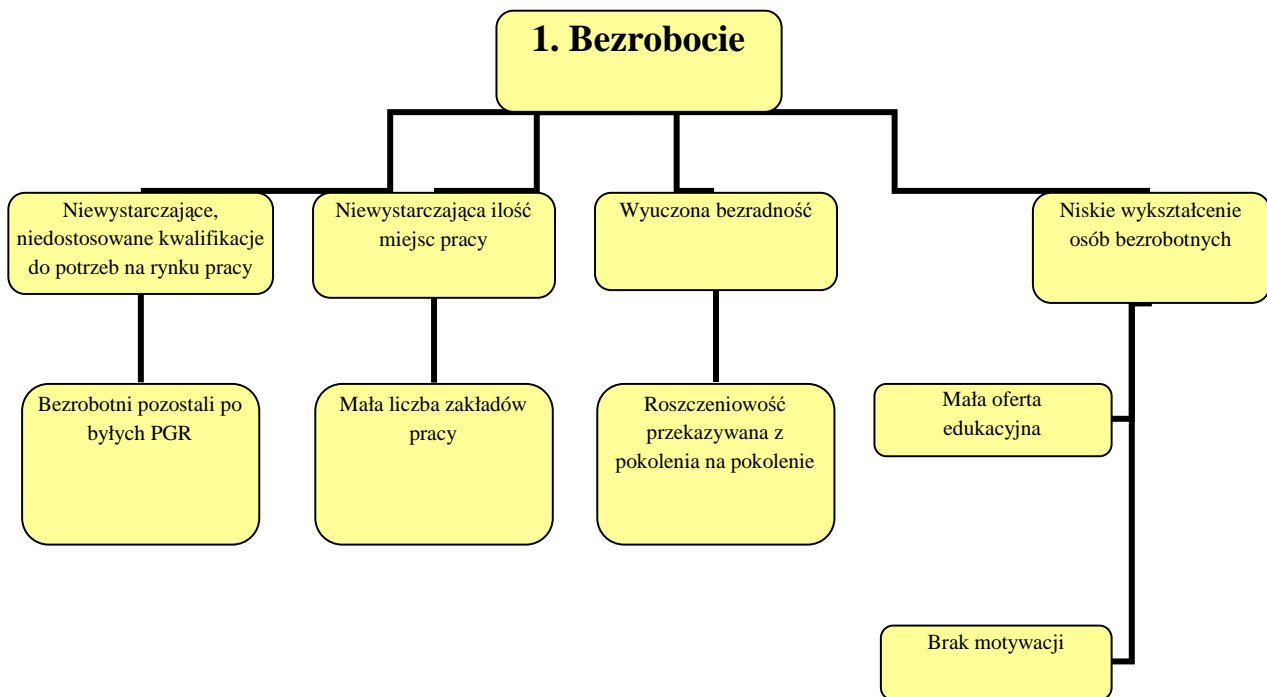 1. Bezrobocie
Niewystarczające,
niedostosowane kwalifikacje
do potrzeb na rynku pracy
Niewystarczająca ilość
miejsc pracy
Wyuczona bezradność
Niskie wykształcenie
osób bezrobotnych
Bezrobotni pozostali po
byłych PGR
Mała liczba zakładów
pracy
Roszczeniowość
przekazywana z
pokolenia na pokolenie
Mała oferta
edukacyjna
Brak motywacji